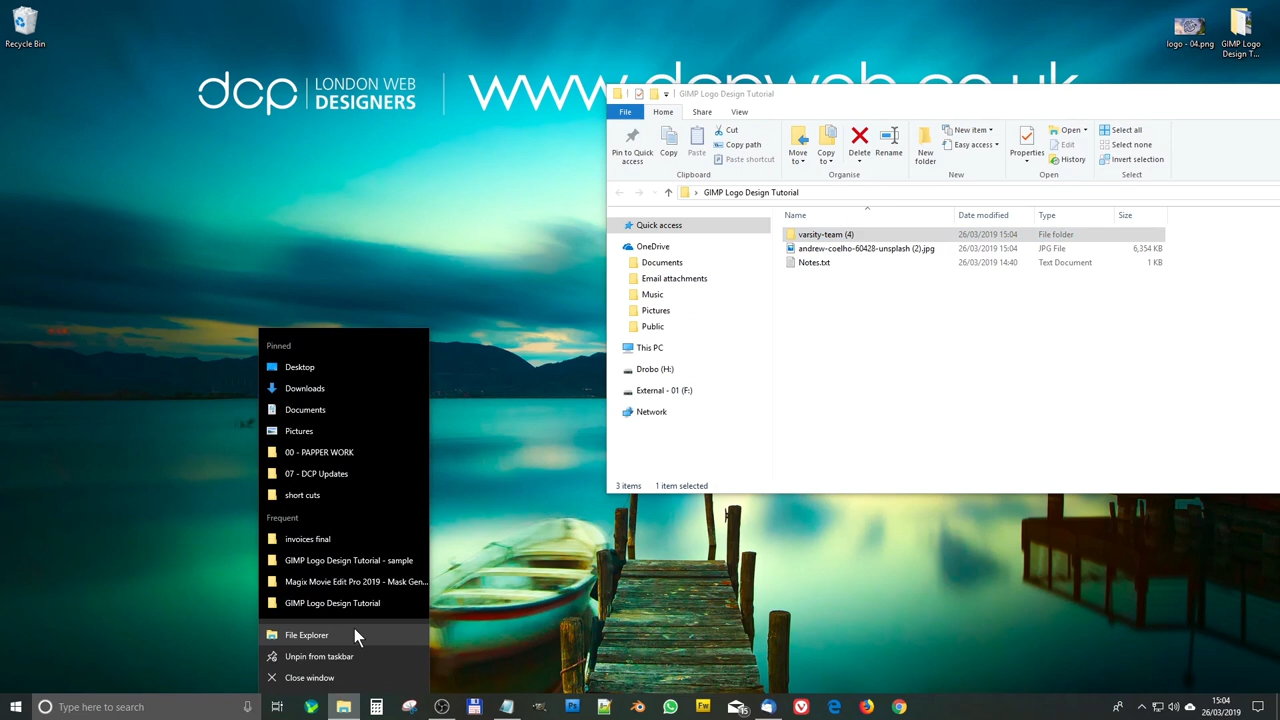 Recycle Bin
logo - 04.png
GIMP Logo
Design T...
dcp
LONDON WEB
DESIGNERS
www.dcpweb.co.uk
GIMP Logo Design Tutorial
File
Home
Share
View
Pin to Quick
access
Copy
Paste
Cut
Copy path
Paste shortcut
Clipboard
Move
to
Copy
to
Delete
Rename
Organise
New
folder
New item
Easy access
New
Properties
Open
Edit
History
Open
Select all
Select none
Invert selection
Select
GIMP Logo Design Tutorial
Name
Date modified
Type
Size
Quick access
OneDrive
Documents
Email attachments
Music
Pictures
Public
This PC
Drobo (H:)
External - 01 (F:)
Network
varsity-team (4)
26/03/2019 15:04
File folder
andrew-coelho-60428-unsplash (2).jpg
26/03/2019 15:04
JPG File
6,354 KB
Notes.txt
26/03/2019 14:40
Text Document
1 KB
3 items
1 item selected
Pinned
Desktop
Downloads
Documents
Pictures
00 - PAPPER WORK
07 - DCP Updates
short cuts
Frequent
invoices final
GIMP Logo Design Tutorial - sample
Magix Movie Edit Pro 2019 - Mask Gen...
GIMP Logo Design Tutorial
File Explorer
Unpin from taskbar
Close window
Type here to search
Ps
Fw
15
15:04
26/03/2019